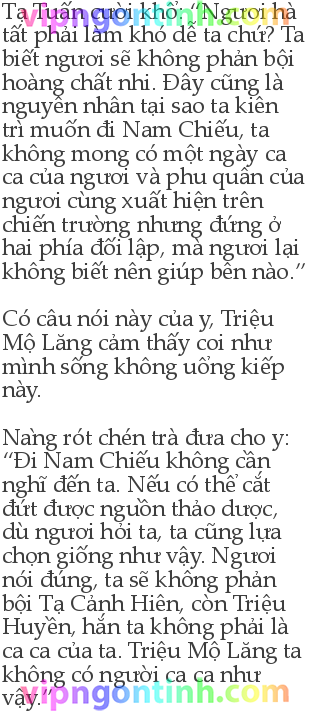 Tạ Tuấn cười khổ: “Ngươi hà
tất phải làm khó dễ ta chứ? Ta
biết ngươi sẽ không phản bội
hoàng chất nhi. Đây cũng là
nguyên nhân tại sao ta kiên
trì muốn đi Nam Chiếu, ta
không mong có một ngày ca
ca của ngươi và phu quân của
ngươi cùng xuất hiện trên
chiến trường nhưng đứng ở
hai phía đối lập, mà ngươi lại
không biết nên giúp bên nào.”
Có câu nói này của y, Triệu
Mộ Lăng cảm thấy coi như
mình sống không uổng kiếp
này.
Nàng rót chén trà đưa cho y:
“Đi Nam Chiếu không cần
nghĩ đến ta. Nếu có thể cắt
đứt được nguồn thảo dược,
dù ngươi hỏi ta, ta cũng lựa
chọn giống như vậy. Ngươi
nói đúng, ta sẽ không phản
bội Tạ Cảnh Hiên, còn Triệu
Huyền, hắn ta không phải là
ca ca của ta. Triệu Mộ Lăng ta
không có người ca ca như
vậy.”
vipngontinh.com
vipngontinh.com